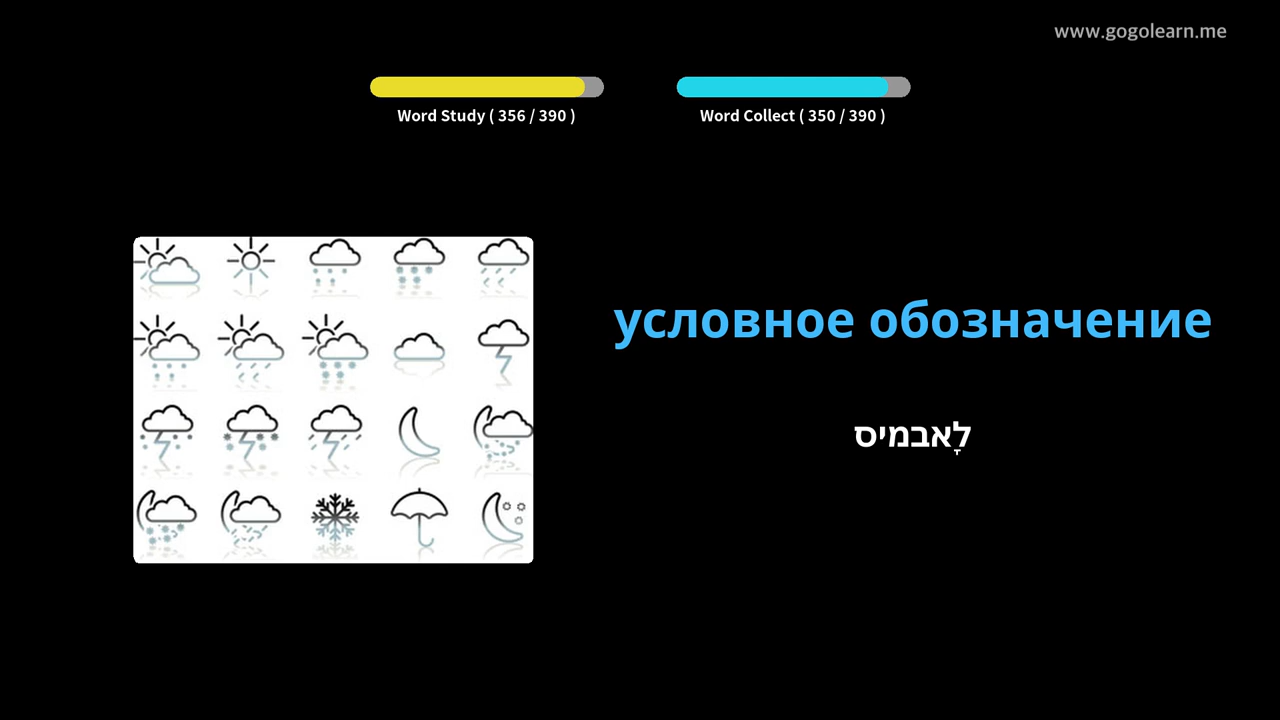 www.gogolearn.me
Word Study ( 356 / 390 )
Word Collect ( 350 / 390 )
условное обозначение
לָאבמיס